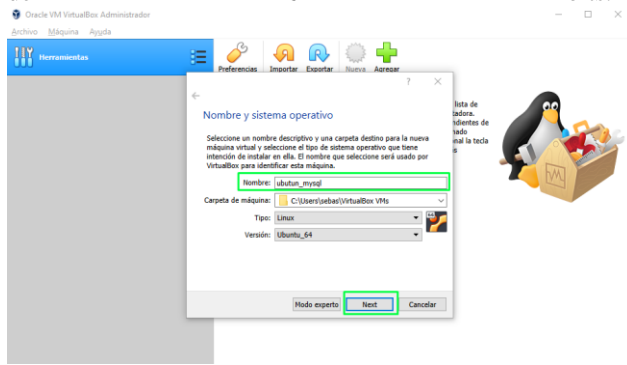 Oracle VM VirtualBox Administrador
Archivo Máquina Ayuda
Herramientas
Preferencias Importar Exportar Nueva Agregar
Nombre y sistema operativo
Seleccione un nombre descriptivo y una carpeta destino para la nueva
máquina virtual y seleccione el tipo de sistema operativo que tiene
intención de instalar en ella. El nombre que seleccione será usado por
VirtualBox para identificar esta máquina.
Nombre: ubutun_mysql
Carpeta de máquina: C:\Users\sebas\VirtualBox VMs
Tipo: Linux
64
Versión: Ubuntu_64
Modo experto Next Cancelar
lista de
tadora.
ndientes de
nado
onal la tecla